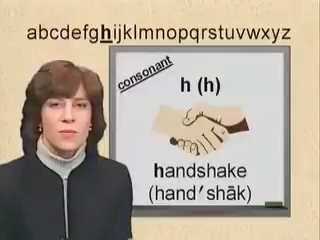 abcdefghijklmnopqrstuvwxyz
consonant
h (h)
handshake
(hand′shāk)